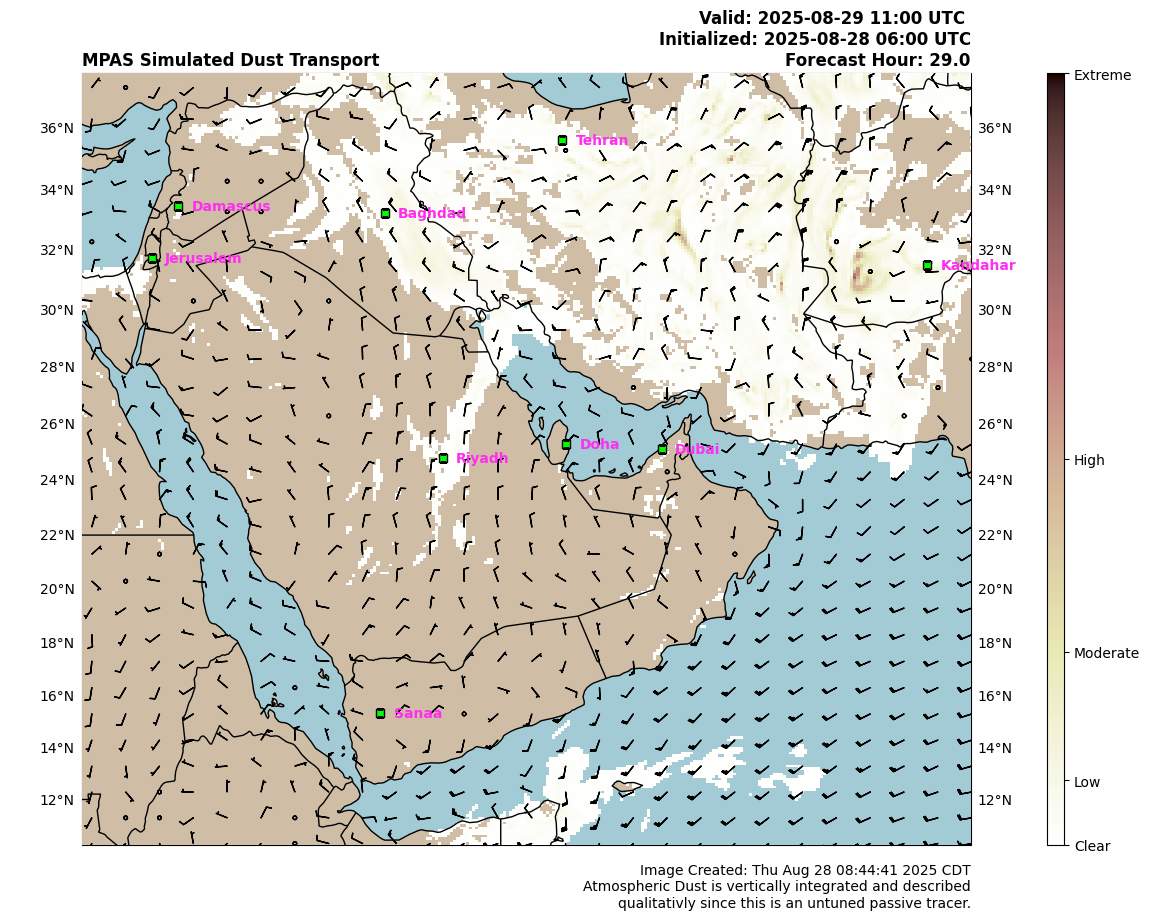 Valid: 2025-08-29 11:00 UTC
Initialized: 2025-08-28 06:00 UTC
MPAS Simulated Dust Transport
Forecast Hour: 29.0
Extreme
36°N
36°N
Tehran
34°N
34°N
Damascus
Baghdad
32°N
32°N
Jerusalem
Kandahar
30°N
30°N
28°N
28°N
26°N
26°N
Doha
Dubai
Riyadh
High
24°N
24°N
22°N
22°N
20°N
20°N
18°N
18°N
Moderate
16°N
16°N
Sanaa
14°N
14°N
Low
12°N
12°N
Clear
Image Created: Thu Aug 28 08:44:41 2025 CDT
Atmospheric Dust is vertically integrated and described
qualitativly since this is an untuned passive tracer.